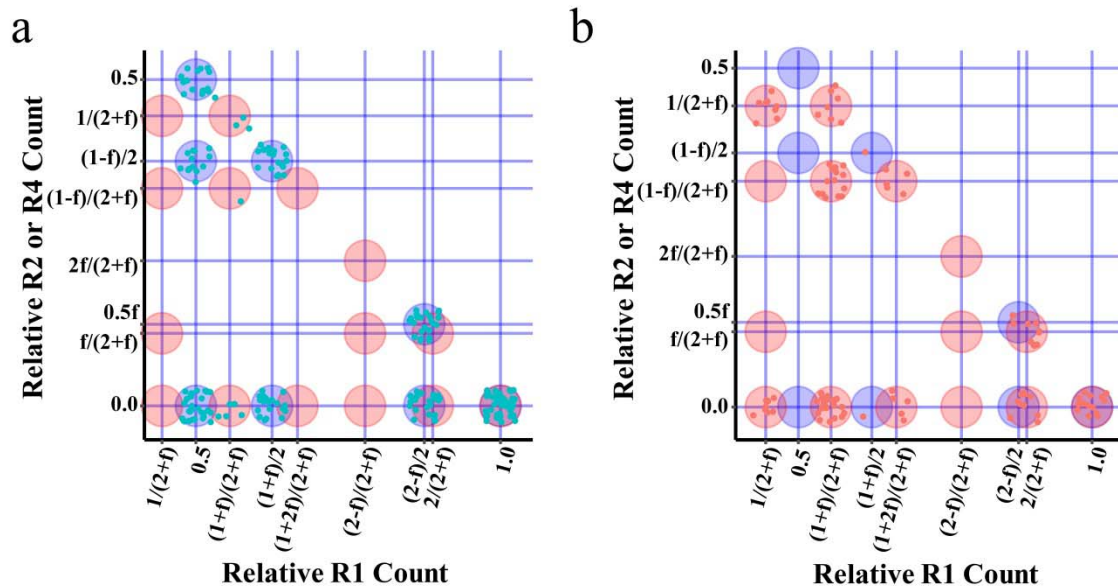 a
Relative R2 or R4 Count
0.5
1/(2+f)
(1-f)/2
(1-f)/(2+f)
2f/(2+f)
0.5f
f/(2+f)
0.0
1/(2+f)
0.5
(1+f)/(2+f)
(1+f)/2
(1+2f)/(2+f)
(2-f)/(2+f)
(2-f)/2
2/(2+f)
1.0
Relative R1 Count
b
Relative R2 or R4 Count
0.5
1/(2+f)
(1-f)/2
(1-f)/(2+f)
2f/(2+f)
0.5f
f/(2+f)
0.0
1/(2+f)
0.5
(1+f)/(2+f)
(1+f)/2
(1+2f)/(2+f)
(2-f)/(2+f)
(2-f)/2
2/(2+f)
1.0
Relative R1 Count